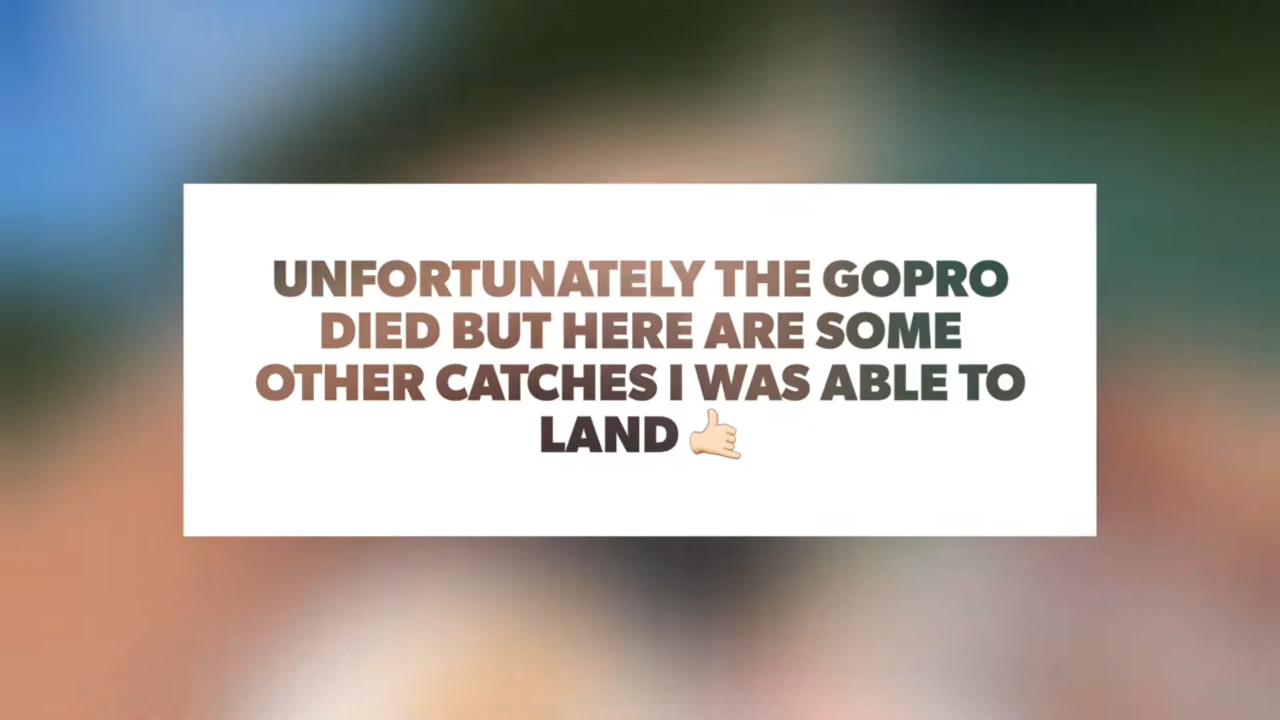 UNFORTUNATELY THE GOPRO
DIED BUT HERE ARE SOME
OTHER CATCHES I WAS ABLE TO
LAND 🤙🏻